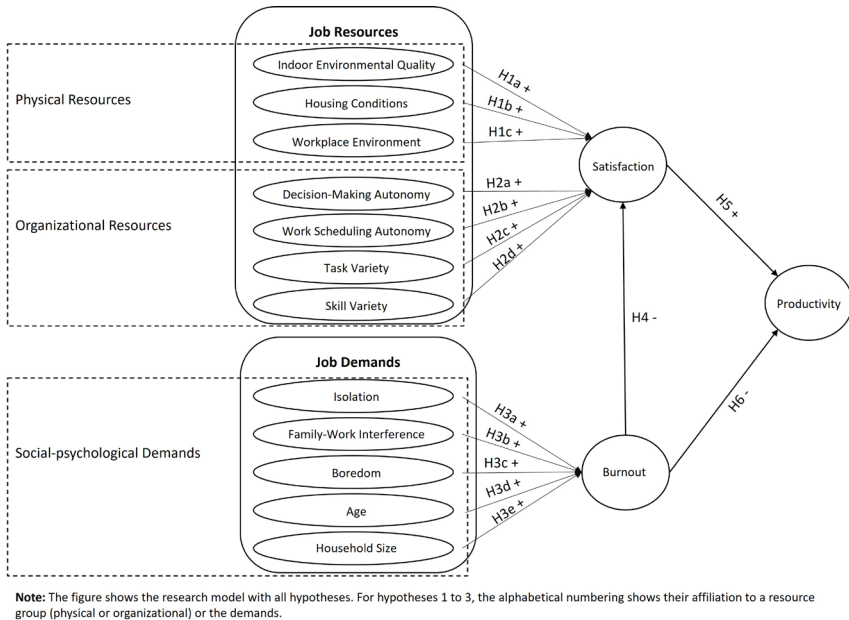 Job Resources
Physical Resources
Indoor Environmental Quality
Housing Conditions
Workplace Environment
H1a +
H1b +
H1c +
Organizational Resources
Decision-Making Autonomy
Work Scheduling Autonomy
Task Variety
Skill Variety
H2a +
H2b +
H2c +
H2d +
Satisfaction
H5 +
Productivity
H4 -
H6 -
Job Demands
Social-psychological Demands
Isolation
Family-Work Interference
Boredom
Age
Household Size
H3a +
H3b +
H3c +
H3d +
H3e +
Burnout
Note: The figure shows the research model with all hypotheses. For hypotheses 1 to 3, the alphabetical numbering shows their affiliation to a resource
group (physical or organizational) or the demands.